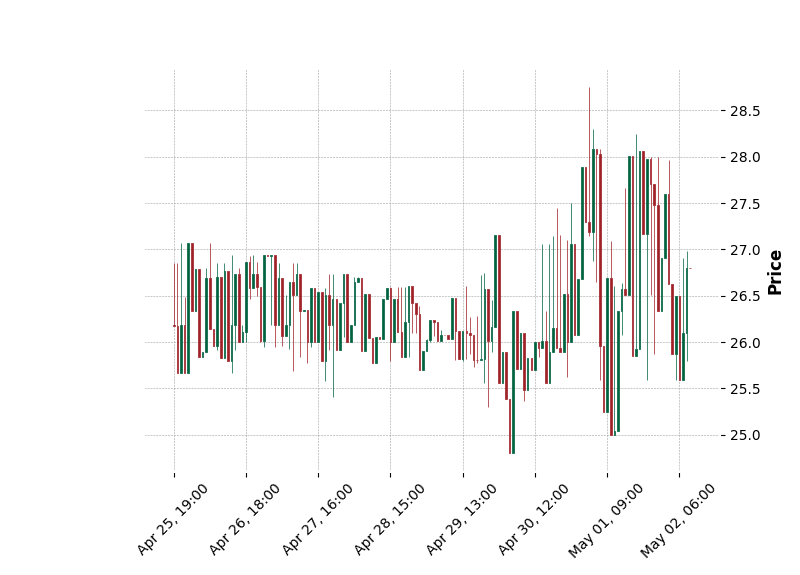 28.5
28.0
27.5
27.0
26.5
26.0
25.5
25.0
Price
Apr 25, 19:00
Apr 26, 18:00
Apr 27, 16:00
Apr 28, 15:00
Apr 29, 13:00
Apr 30, 12:00
May 01, 09:00
May 02, 06:00